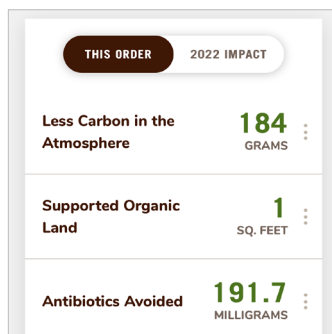 THIS ORDER
2022 IMPACT
Less Carbon in the
Atmosphere
184
GRAMS
Supported Organic
Land
1
SQ. FEET
Antibiotics Avoided
191.7
MILLIGRAMS